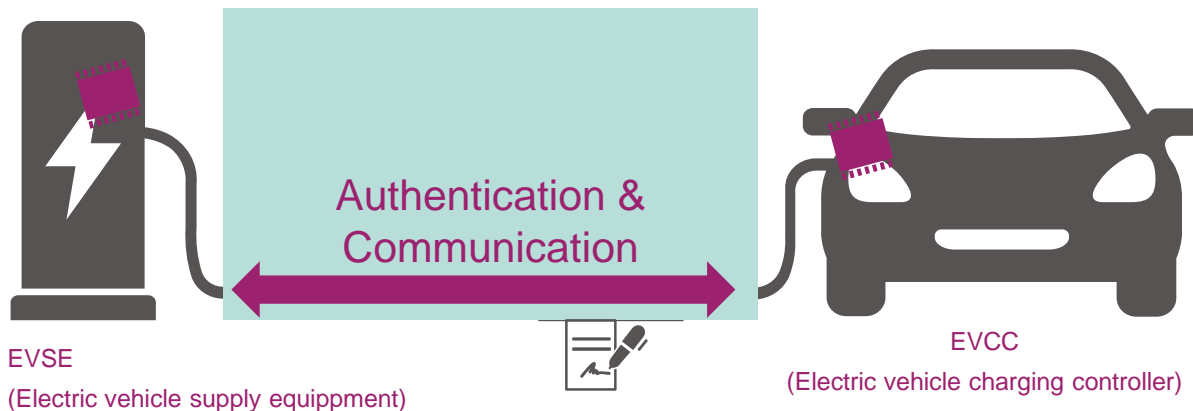 Authentication &
Communication
EVSE
(Electric vehicle supply equippment)
EVCC
(Electric vehicle charging controller)